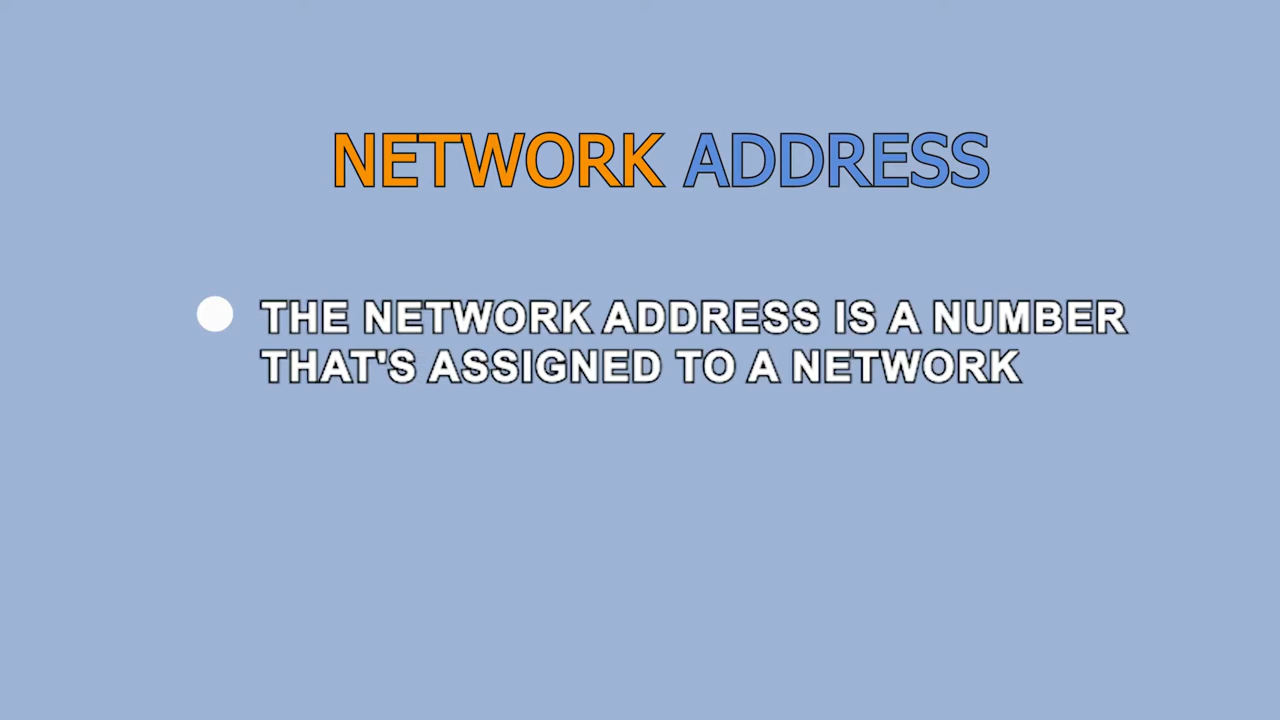 NETWORK ADDRESS
THE NETWORK ADDRESS IS A NUMBER
THAT'S ASSIGNED TO A NETWORK